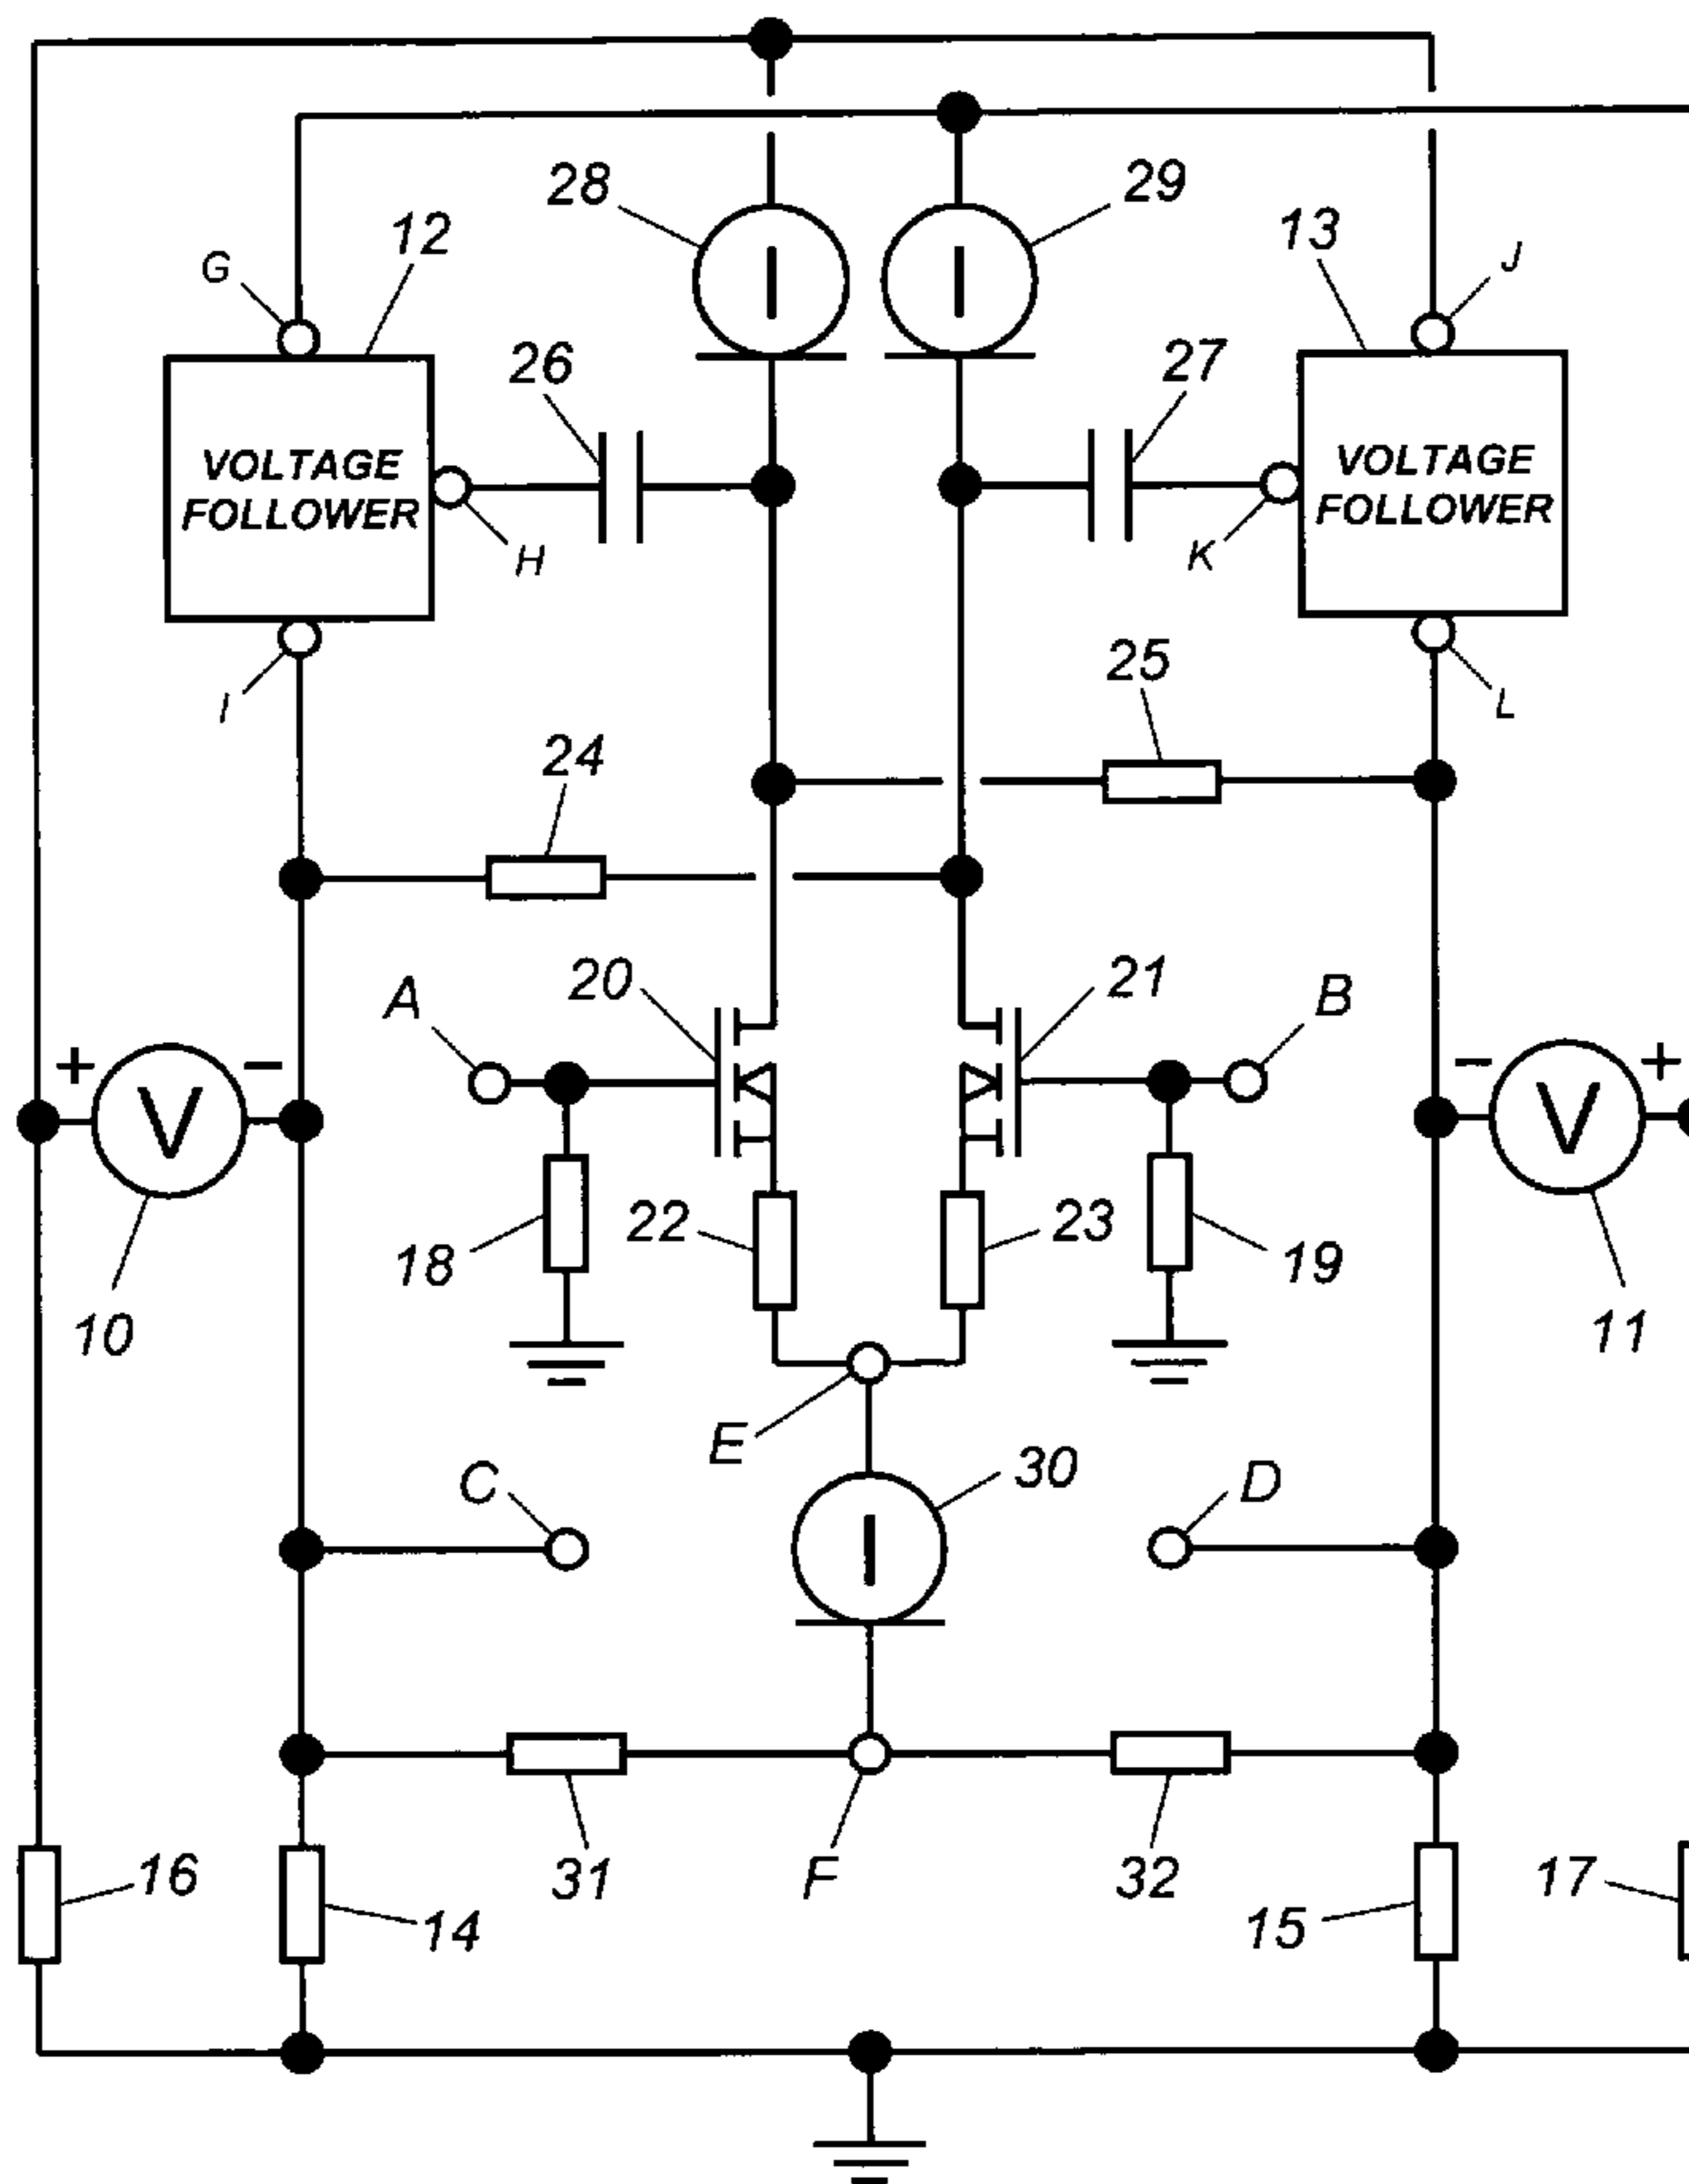 28
29
12
13
G
J
26
27
VOLTAGE
FOLLOWER
VOLTAGE
FOLLOWER
H
K
I
L
25
24
I
I
20
21
A
B
+
−
−
+
V
V
22
23
18
19
10
11
E
30
C
D
I
16
31
F
32
17
14
15